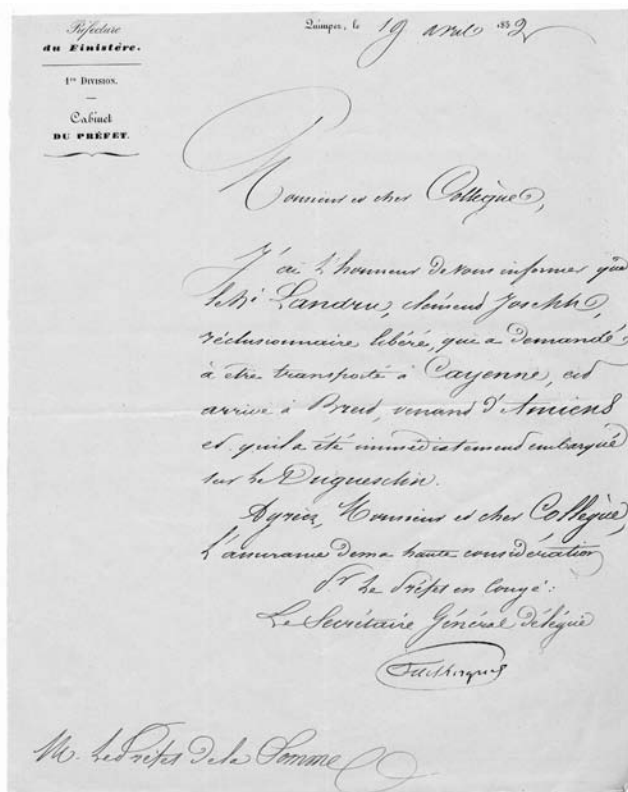 Préfecture
du Finistère.
1re DIVISION.
Cabinet
DU PRÉFET.
Quimper, le 19 avril 1852
Monsieur et cher Collègue,
J'ai l'honneur de vous informer que
le Né Landru, clément Joseph,
réclusionnaire libéré, qui a demandé
à être transporté à Cayenne, est
arrivé à Brest, venant d'Amiens
et qu'il a été immédiatement embarqué
sur le Duguesclin.
Agréez, Monsieur et cher Collègue,
l'assurance de ma haute considération
Pr Le Préfet en Congé :
Le Secrétaire Général délégué
M. Le Préfet de la Somme